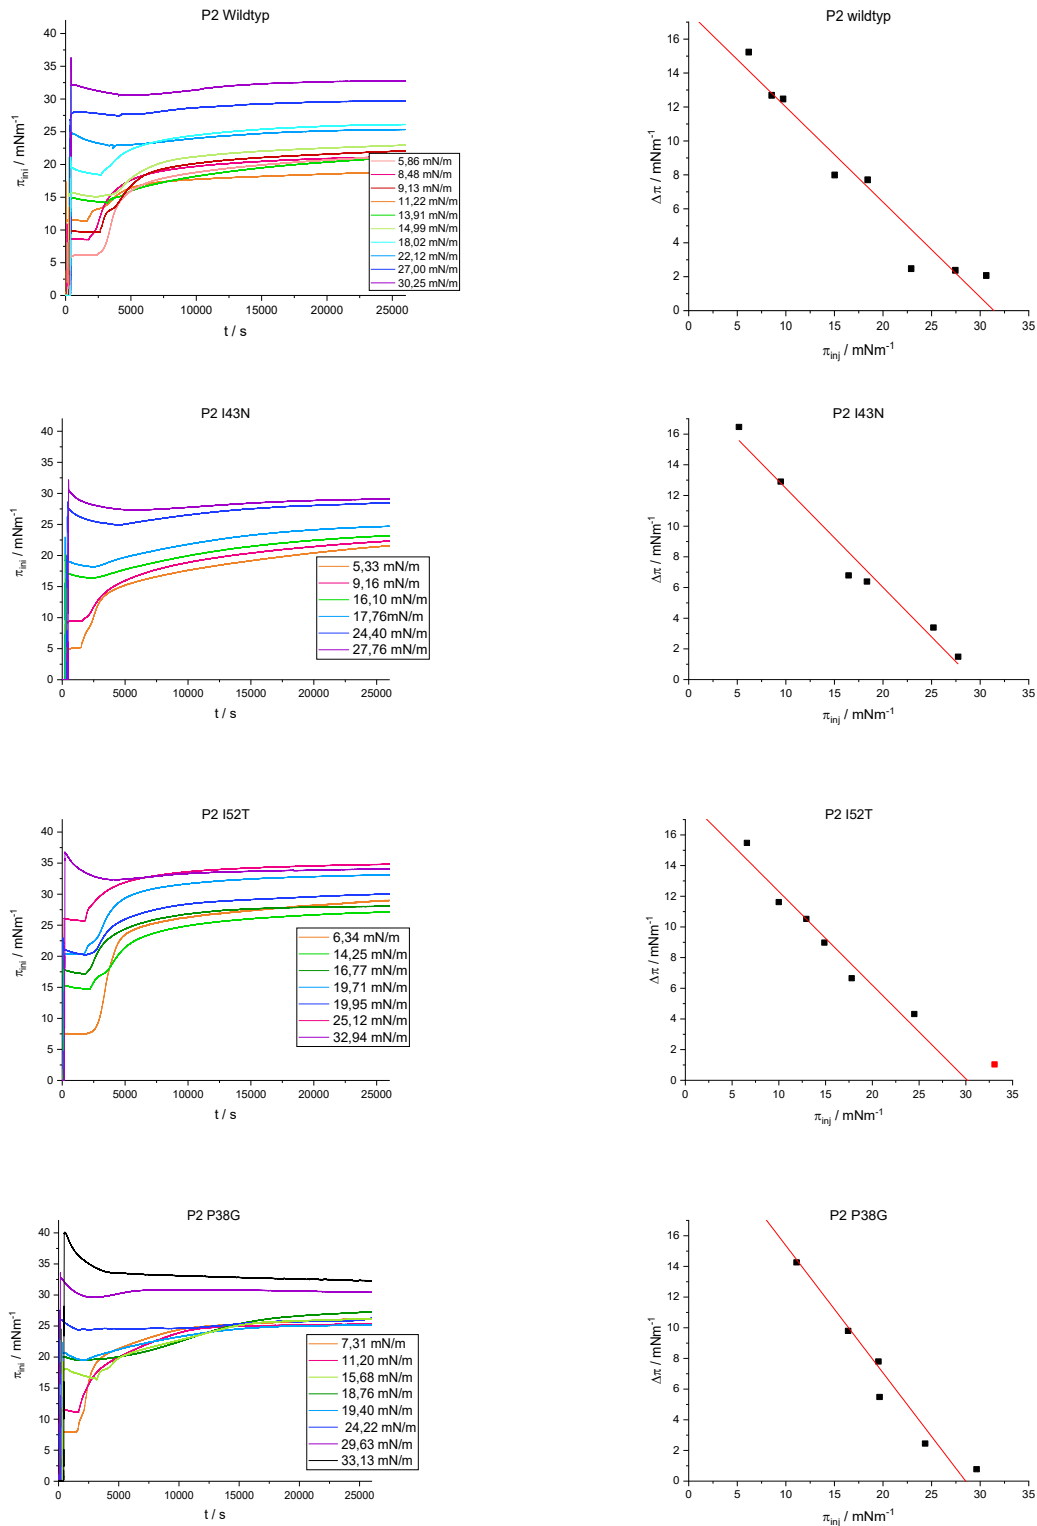 P2 Wildtyp
40
35
30
25
20
15
10
5
0
π_ini / mNm⁻¹
5,86 mN/m
8,48 mN/m
9,13 mN/m
11,22 mN/m
13,91 mN/m
14,99 mN/m
18,02 mN/m
22,12 mN/m
27,00 mN/m
30,25 mN/m
0 5000 10000 15000 20000 25000
t / s
P2 wildtyp
16
14
12
10
8
6
4
2
0
Δπ / mNm⁻¹
0 5 10 15 20 25 30 35
π_inj / mNm⁻¹
P2 I43N
40
35
30
25
20
15
10
5
0
π_ini / mNm⁻¹
5,33 mN/m
9,16 mN/m
16,10 mN/m
17,76mN/m
24,40 mN/m
27,76 mN/m
0 5000 10000 15000 20000 25000
t / s
P2 I43N
16
14
12
10
8
6
4
2
0
Δπ / mNm⁻¹
0 5 10 15 20 25 30 35
π_inj / mNm⁻¹
P2 I52T
40
35
30
25
20
15
10
5
0
π_ini / mNm⁻¹
6,34 mN/m
14,25 mN/m
16,77 mN/m
19,71 mN/m
19,95 mN/m
25,12 mN/m
32,94 mN/m
0 5000 10000 15000 20000 25000
t / s
P2 I52T
16
14
12
10
8
6
4
2
0
Δπ / mNm⁻¹
0 5 10 15 20 25 30 35
π_inj / mNm⁻¹
P2 P38G
40
35
30
25
20
15
10
5
0
π_ini / mNm⁻¹
7,31 mN/m
11,20 mN/m
15,68 mN/m
18,76 mN/m
19,40 mN/m
24,22 mN/m
29,63 mN/m
33,13 mN/m
0 5000 10000 15000 20000 25000
t / s
P2 P38G
16
14
12
10
8
6
4
2
0
Δπ / mNm⁻¹
0 5 10 15 20 25 30 35
π_inj / mNm⁻¹